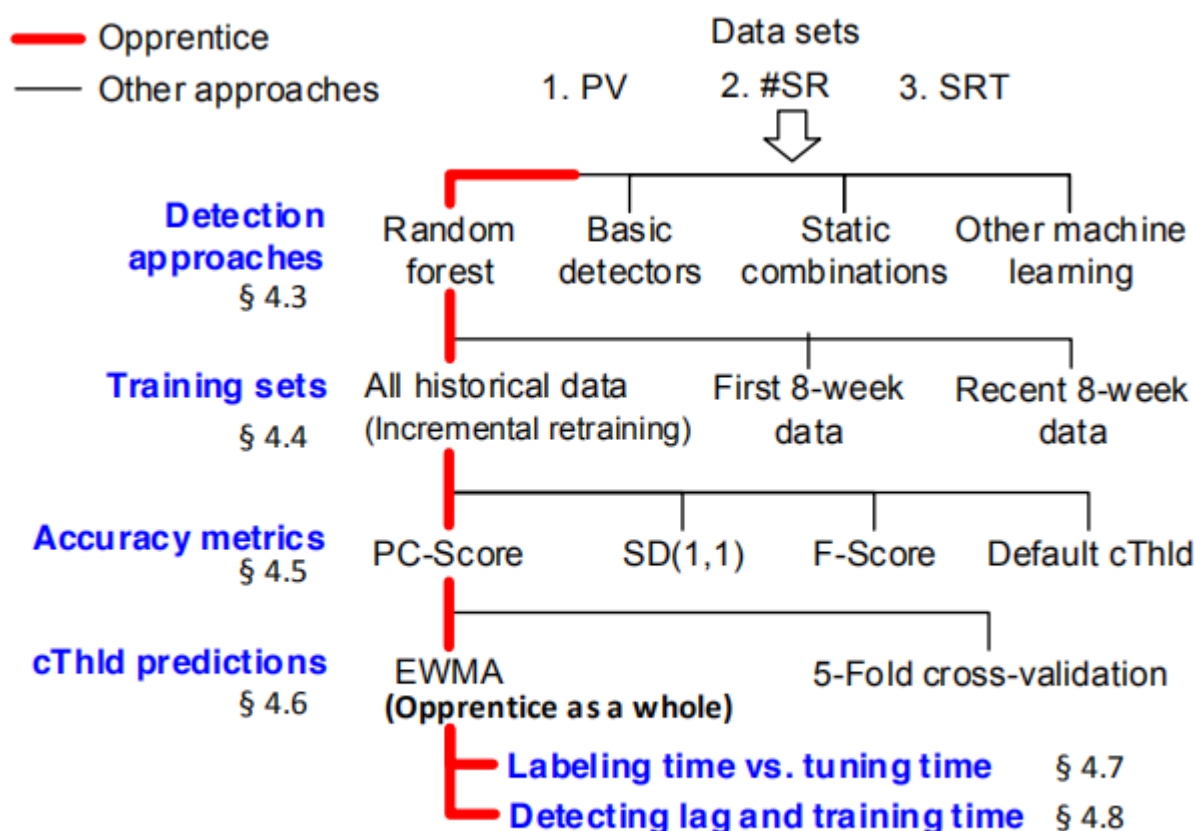 Opprentice
Other approaches
Data sets
1. PV 2. #SR 3. SRT
Detection approaches
§ 4.3
Random forest
Basic detectors
Static combinations
Other machine learning
Training sets
§ 4.4
All historical data
(Incremental retraining)
First 8-week data
Recent 8-week data
Accuracy metrics
§ 4.5
PC-Score
SD(1,1)
F-Score
Default cThld
cThld predictions
§ 4.6
EWMA
(Opprentice as a whole)
5-Fold cross-validation
Labeling time vs. tuning time § 4.7
Detecting lag and training time § 4.8